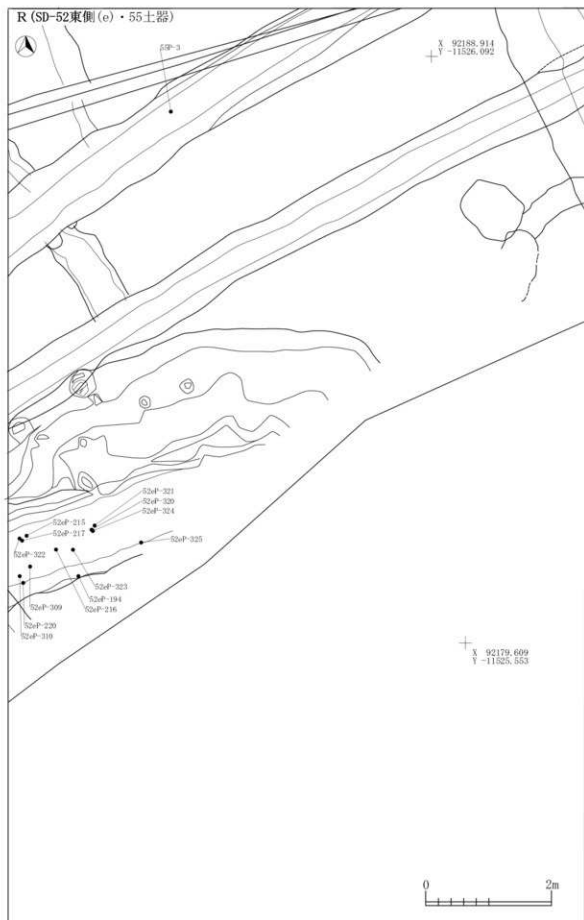 R(SD-52東側(e)・55土器)
55P-3
X 92188.914
Y -11526.092
52eP-321
52eP-320
52eP-324
52eP-215
52eP-217
52eP-322
52eP-325
52eP-323
52eP-194
52eP-216
52eP-309
52eP-220
52eP-310
X 92179.609
Y -11525.553
0 2m